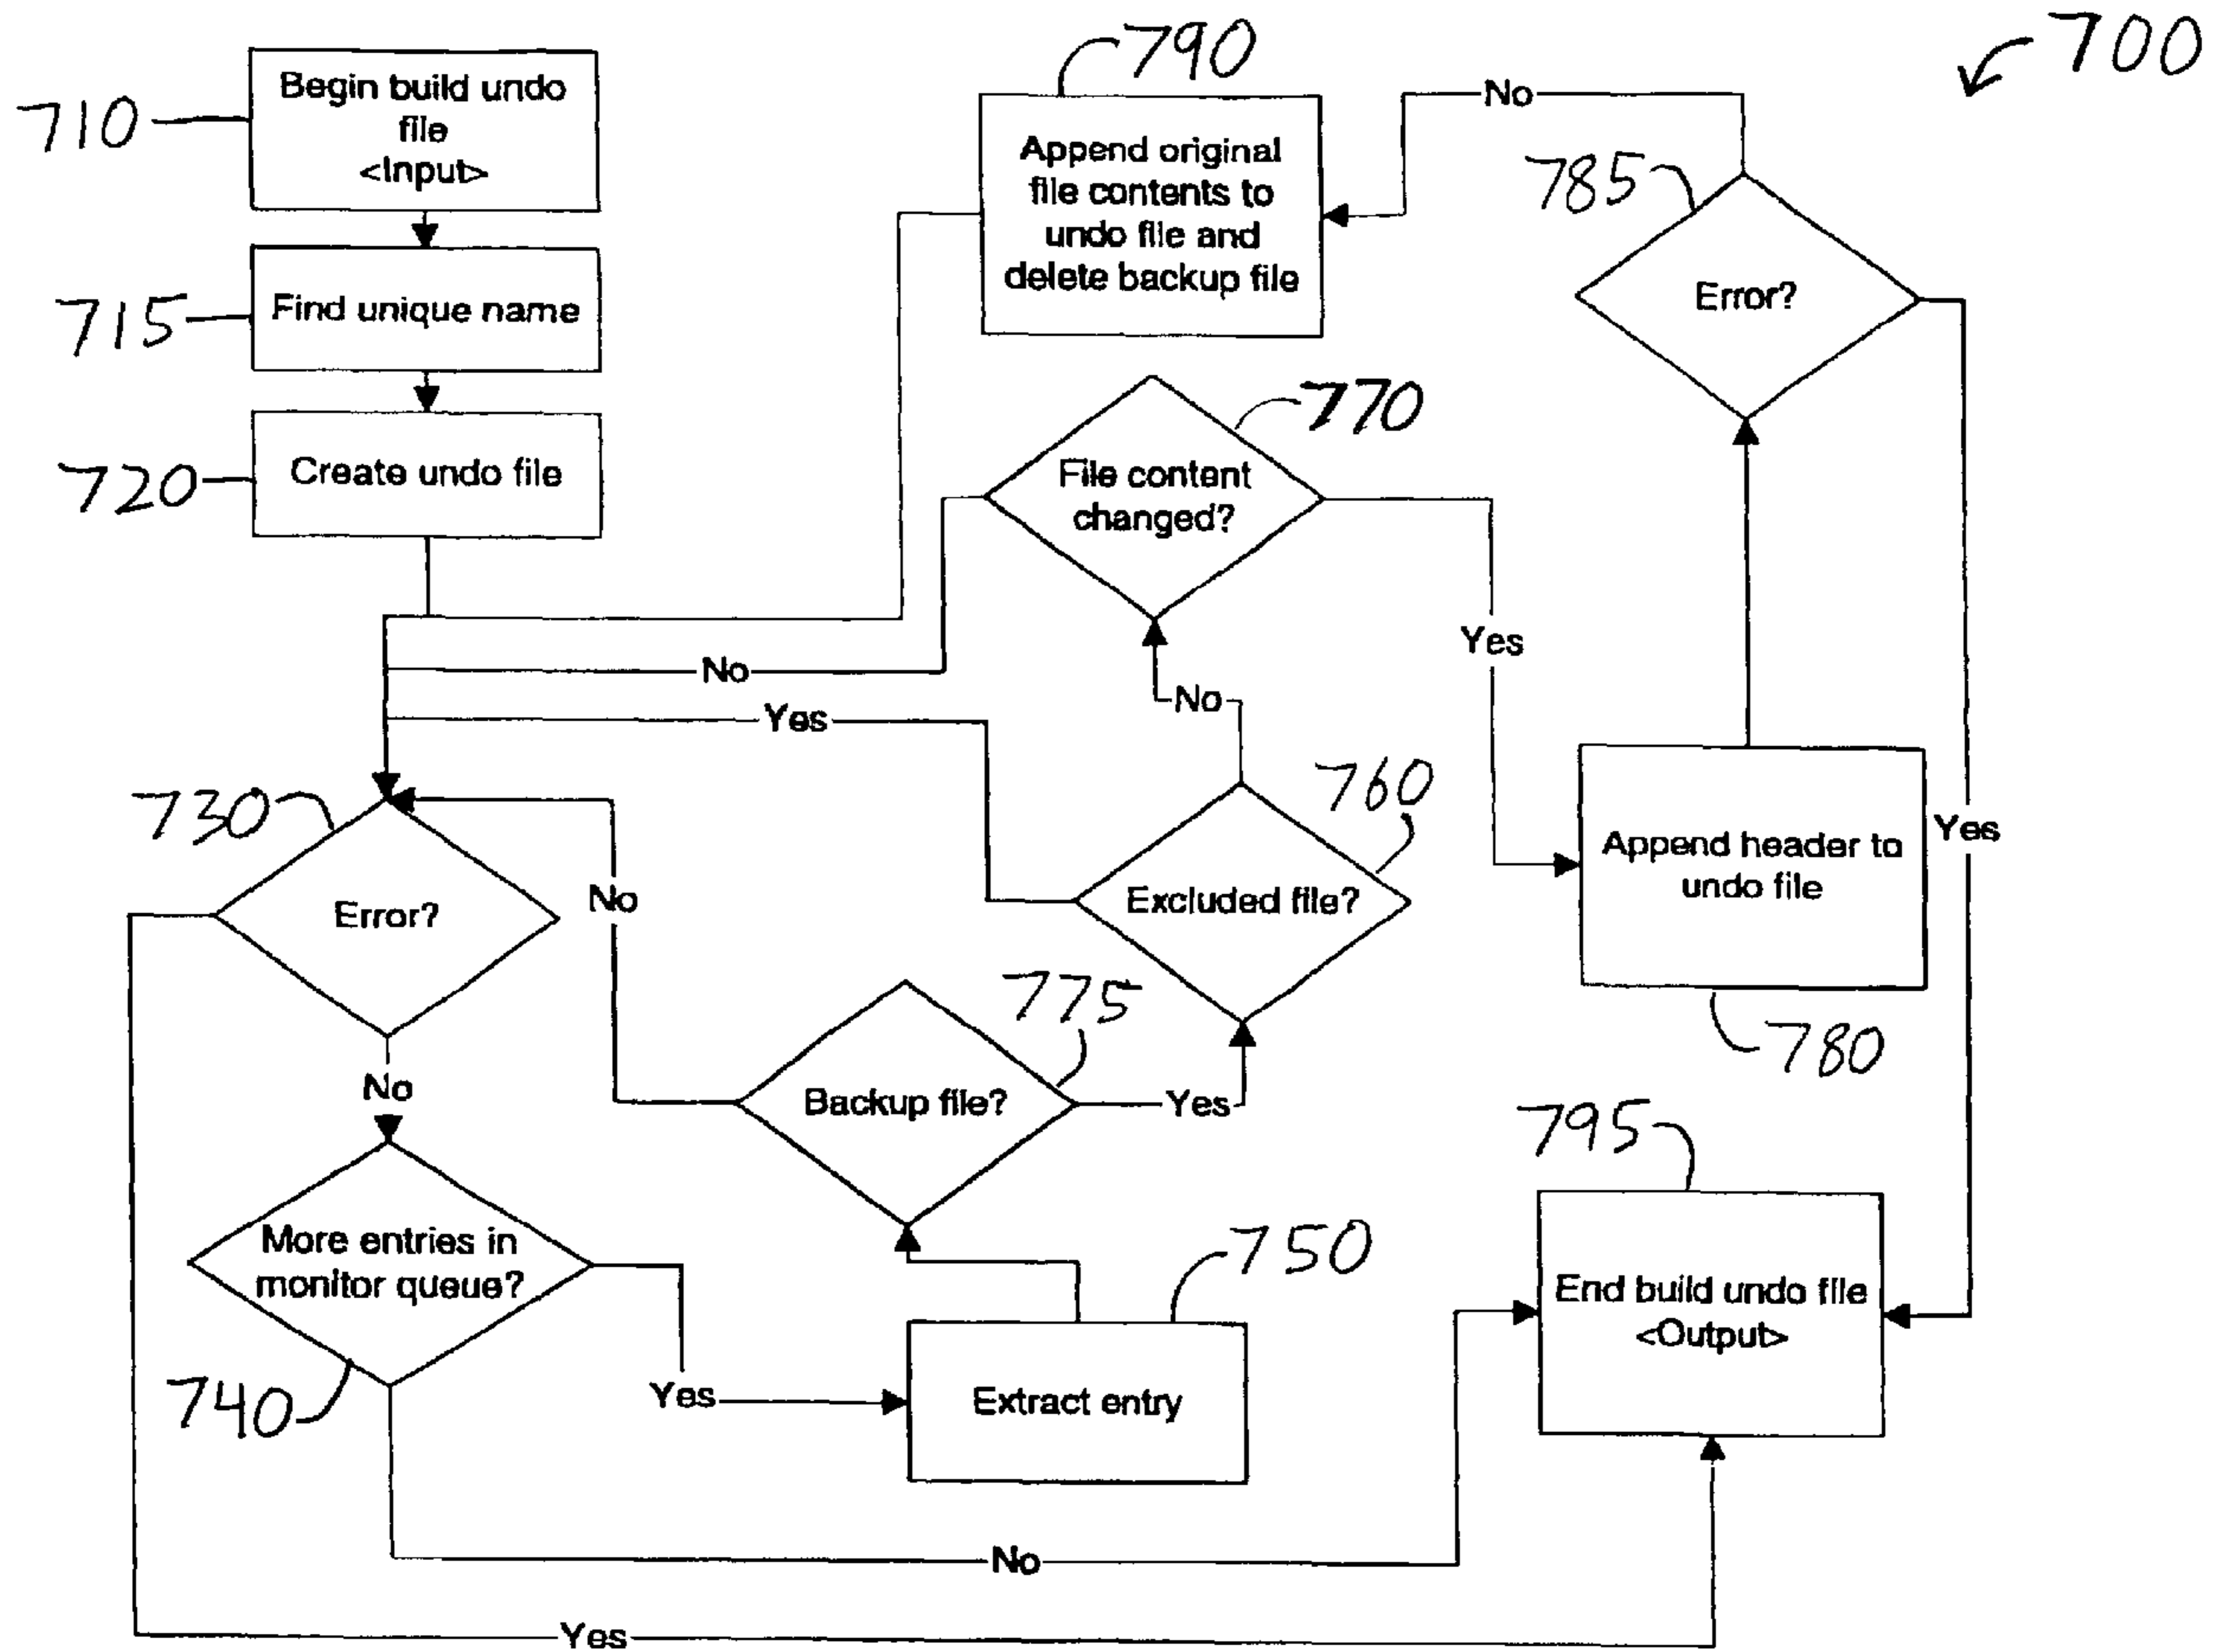 700
790
710
Begin build undo
file
<Input>
No
785
Append original
file contents to
undo file and
delete backup file
715
Find unique name
Error?
770
720
Create undo file
File content
changed?
Yes
No
No
Yes
760
730
Yes
Append header to
undo file
No
Excluded file?
Error?
775
780
No
Backup file?
Yes
795
750
More entries in
monitor queue?
End build undo file
<Output>
740
Yes
Extract entry
No
Yes